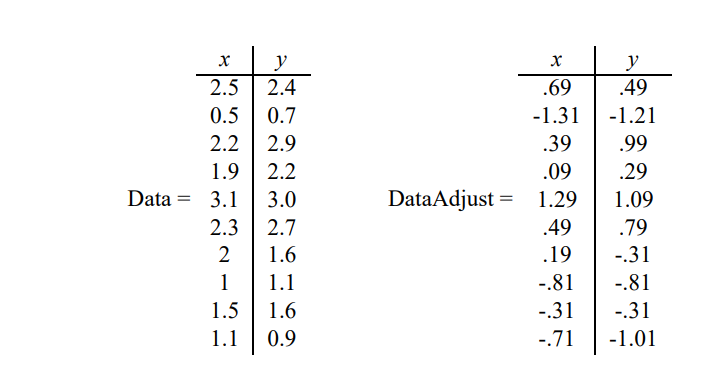 x y x y
2.5 2.4 .69 .49
0.5 0.7 -1.31 -1.21
2.2 2.9 .39 .99
1.9 2.2 .09 .29
Data = 3.1 3.0 DataAdjust = 1.29 1.09
2.3 2.7 .49 .79
2 1.6 .19 -.31
1 1.1 -.81 -.81
1.5 1.6 -.31 -.31
1.1 0.9 -.71 -1.01